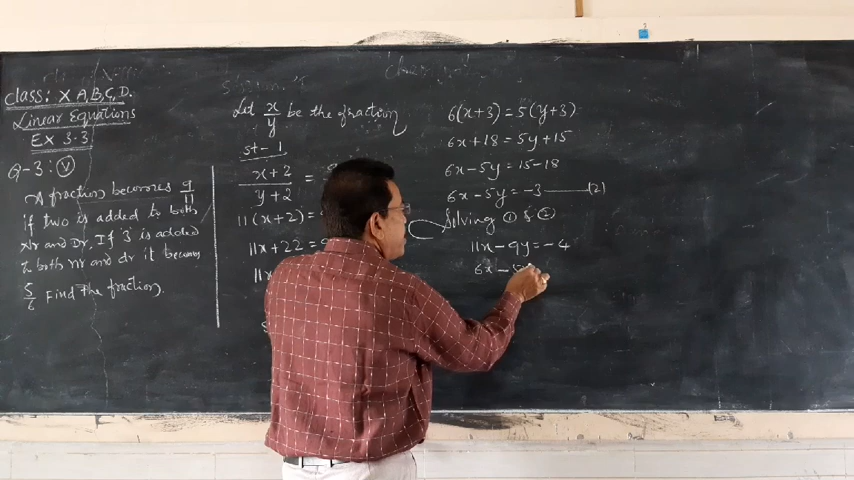 class: X A,B,C,D.
Linear Equations
EX 3.3
Q-3: (V)
A fraction becomes 9/11
if two is added to both
Nr and Dr, If '3' is added
to both nr and dr it becomes
5/6 Find the fraction.
Let x/y be the fraction
st-1
x+2/y+2 =
11(x+2)=
11x+22=
11x
6(x+3)=5(y+3)
6x+18=5y+15
6x-5y=15-18
6x-5y=-3 (2)
Solving ① & ②
11x-9y=-4
6x-5